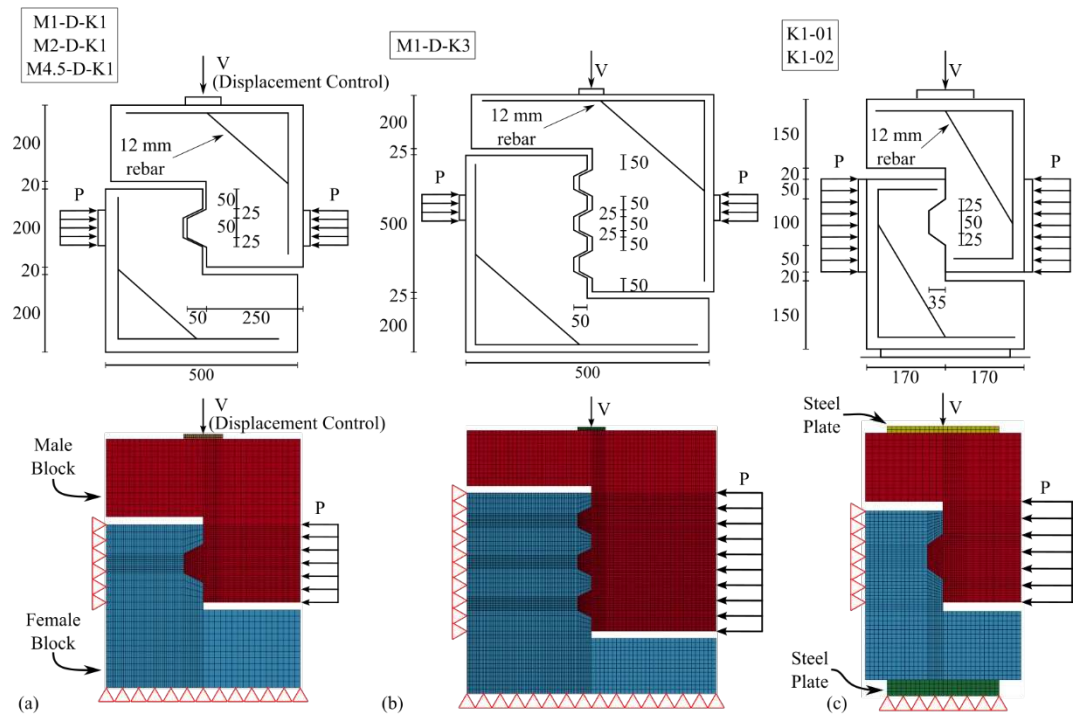 M1-D-K1
M2-D-K1
M4.5-D-K1
V
(Displacement Control)
200
12 mm
rebar
20
P
P
50
25
50
25
200
20
200
50
250
500
M1-D-K3
V
200
12 mm
rebar
25
50
P
P
50
25
50
25
50
500
50
25
50
200
500
K1-01
K1-02
V
150
12 mm
rebar
20
P
P
50
25
100
50
25
50
20
35
150
170
170
V
(Displacement Control)
Male
Block
P
Female
Block
(a)
V
P
(b)
Steel
Plate
V
P
Steel
Plate
(c)